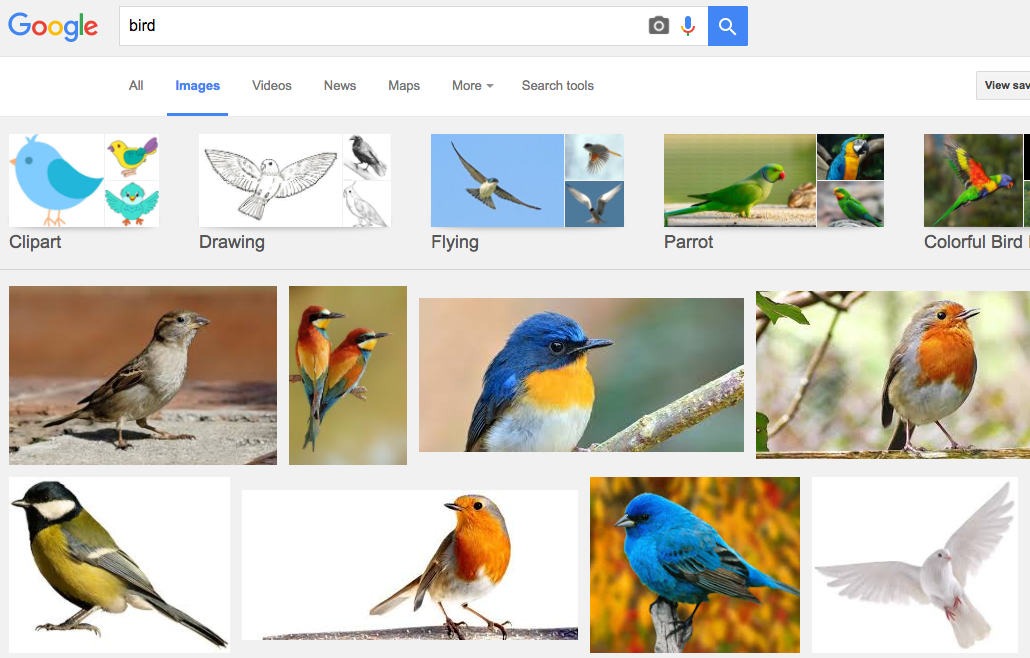 Google bird
All Images Videos News Maps More Search tools View sav
Clipart Drawing Flying Parrot Colorful Bird